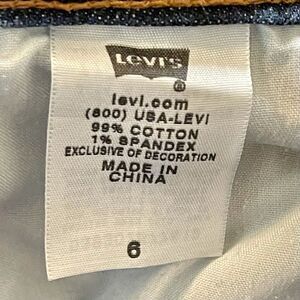 Levi's
®
levi.com
(800) USA-LEVI
99% COTTON
1% SPANDEX
EXCLUSIVE OF DECORATION
MADE IN
CHINA
6